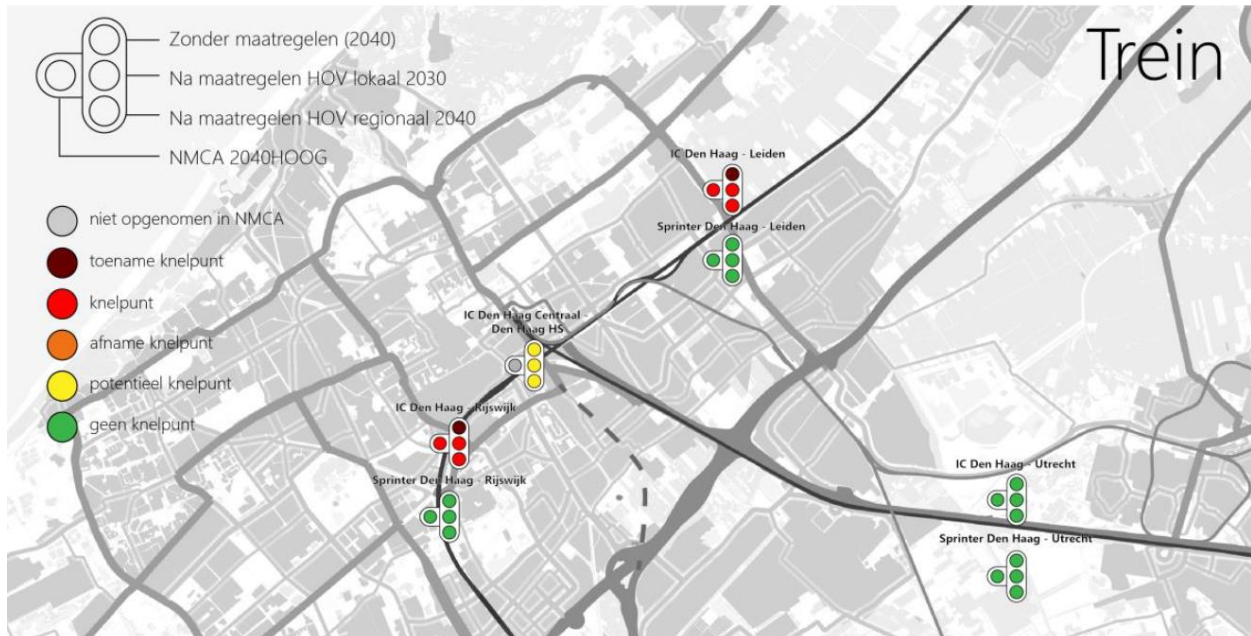 Trein
Zonder maatregelen (2040)
Na maatregelen HOV lokaal 2030
Na maatregelen HOV regionaal 2040
NMCA 2040HOOG
niet opgenomen in NMCA
toename knelpunt
knelpunt
afname knelpunt
potentieel knelpunt
geen knelpunt
IC Den Haag - Leiden
Sprinter Den Haag - Leiden
IC Den Haag Centraal
Den Haag HS
IC Den Haag - Rijswijk
Sprinter Den Haag - Rijswijk
IC Den Haag - Utrecht
Sprinter Den Haag - Utrecht